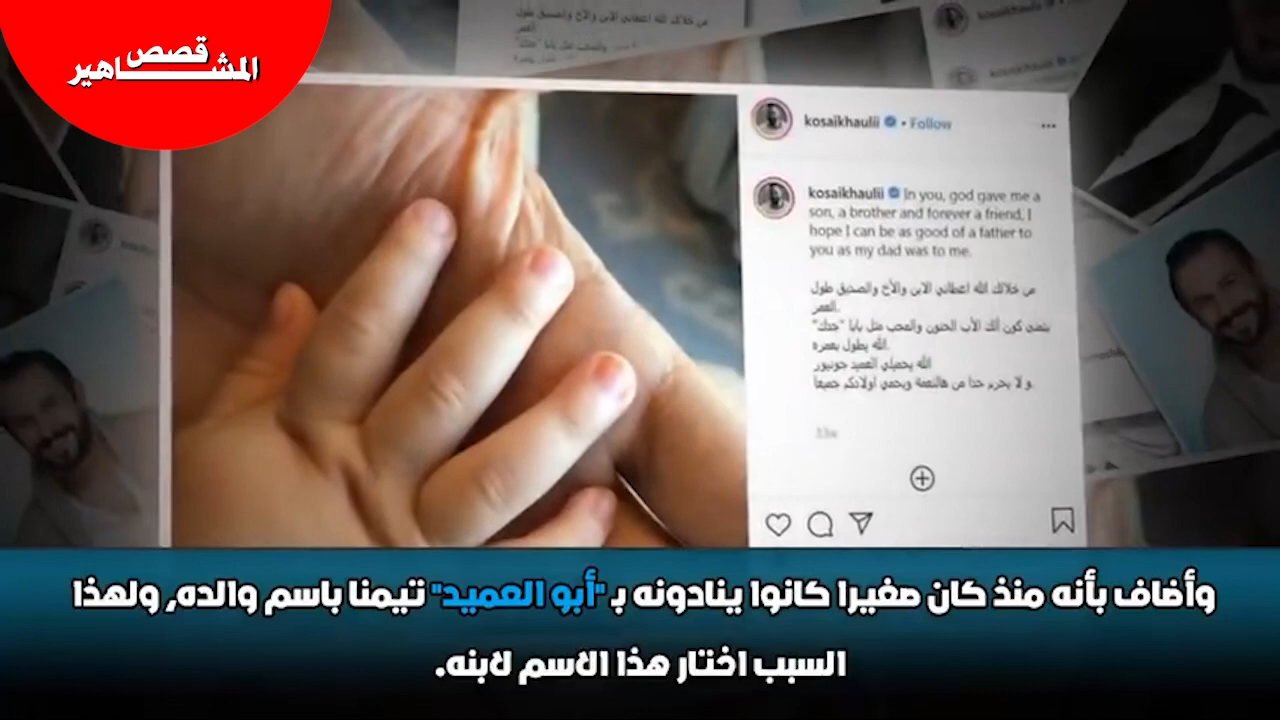 قصص
المشاهير
kosaikhaulii • Follow
kosaikhaulii In you, god gave me a
son, a brother and forever a friend, I
hope I can be as good of a father to
you as my dad was to me.
من خلالك الله اعطاني الابن والأخ والصديق طول
العمر.
بتمنى كون الك الأب الحنون والمحب متل بابا "جدك"
الله يطول بعمره.
الله يحميلي العميد جونيور
و لا يحرم حدا من هالنعمة ويحمي اولادكم جميعا.
33w
وأضاف بأنه منذ كان صغيرا كانوا ينادونه بـ "أبو العميد" تيمنا باسم والده, ولهذا
السبب اختار هذا الاسم لابنه.